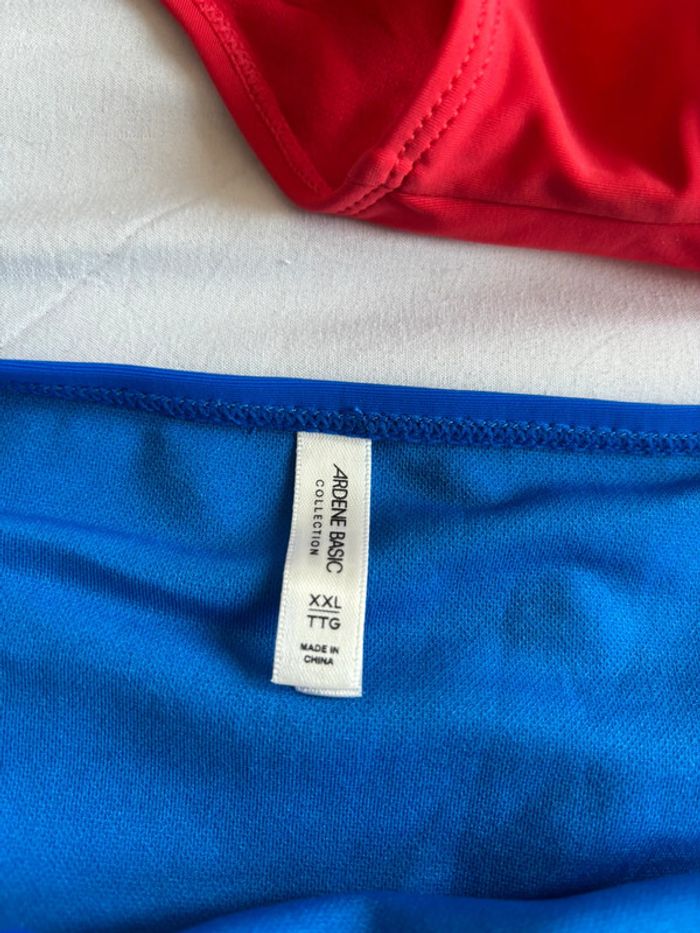 ARDENE BASIC
COLLECTION
XXL
TTG
MADE IN
CHINA